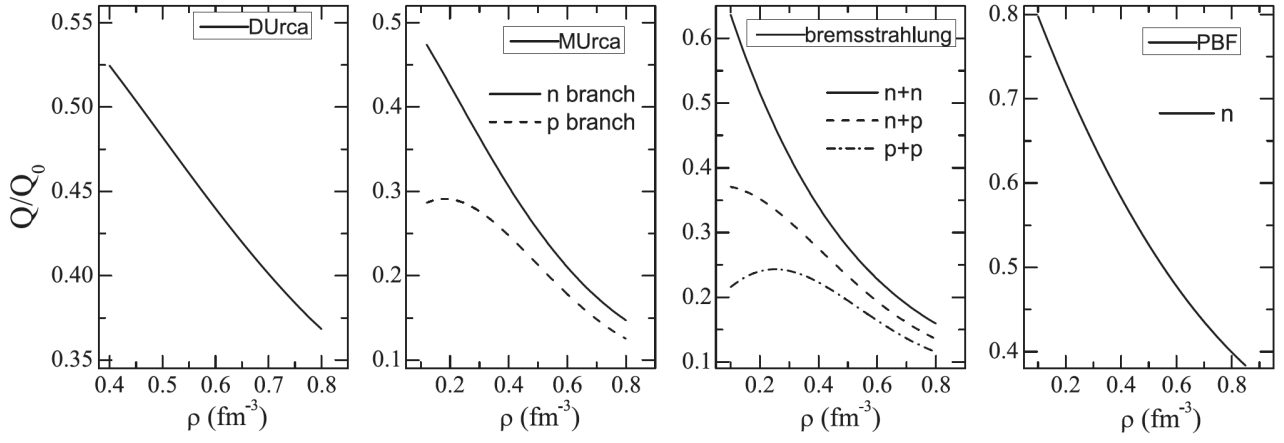 Q/Q₀
DUrca
0.55
0.50
0.45
0.40
0.35
0.4 0.5 0.6 0.7 0.8
ρ (fm⁻³)
MUrca
n branch
p branch
0.5
0.4
0.3
0.2
0.1
0.2 0.4 0.6 0.8
ρ (fm⁻³)
bremsstrahlung
n+n
n+p
p+p
0.6
0.5
0.4
0.3
0.2
0.1
0.2 0.4 0.6 0.8
ρ (fm⁻³)
PBF
n
0.8
0.7
0.6
0.5
0.4
0.2 0.4 0.6 0.8
ρ (fm⁻³)